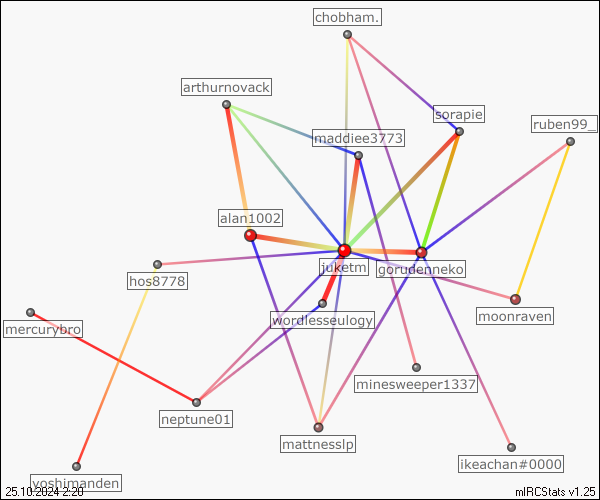 chobham.
arthurnovack
sorapie
ruben99_
maddiee3773
alan1002
juketm
gorudenneko
hos8778
wordlesseulogy
moonraven
mercurybro
minesweeper1337
neptune01
mattnesslp
ikeachan#0000
yoshimanden
25.10.2024 2:20
mIRCStats v1.25